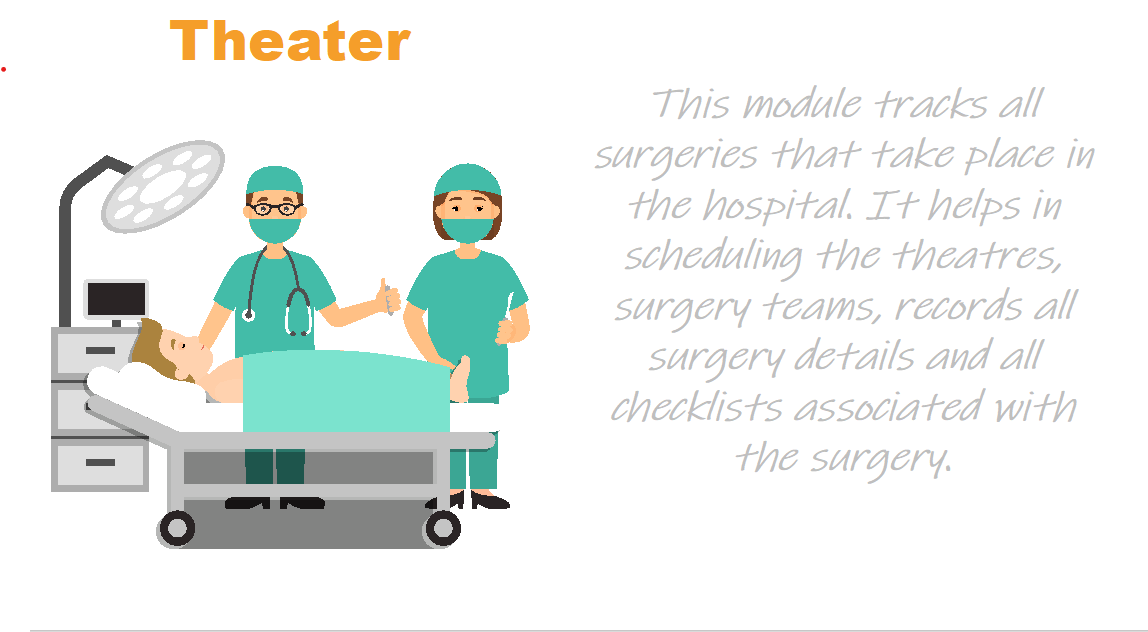 Theater
This module tracks all
surgeries that take place in
the hospital. It helps in
scheduling the theatres,
surgery teams, records all
surgery details and all
checklists associated with
the surgery.